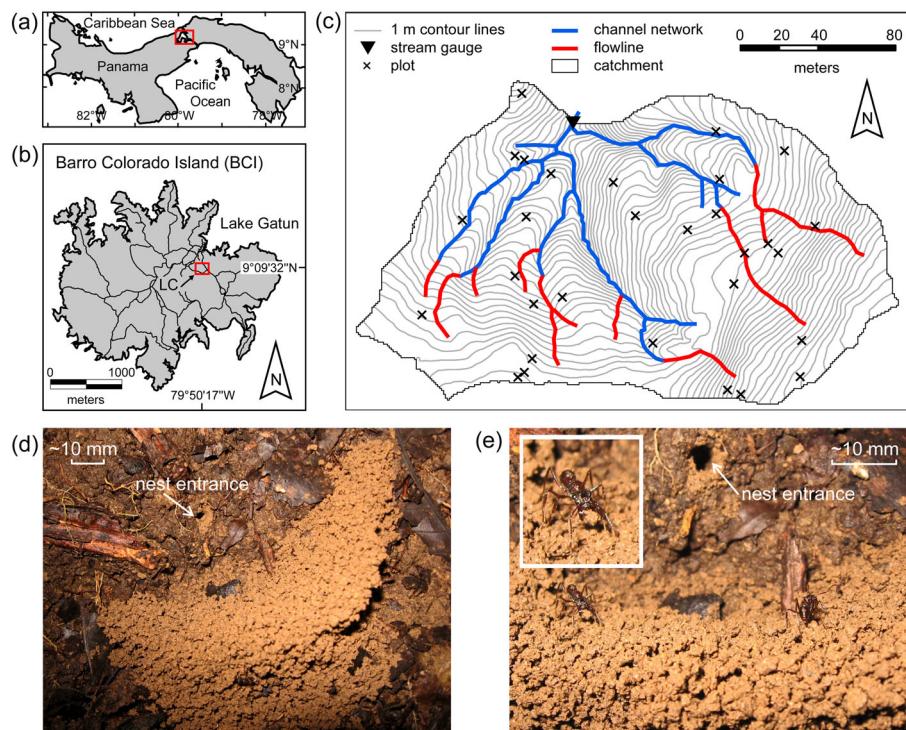 (a)
Caribbean Sea
Panama
Pacific
Ocean
9°N
8°N
82°W
80°W
78°W
(b)
Barro Colorado Island (BCI)
Lake Gatun
9°09'32"N
LC
0
1000
meters
79°50'17"W
N
(c)
1 m contour lines
stream gauge
plot
channel network
flowline
catchment
0 20 40 80
meters
N
(d)
~10 mm
nest entrance
(e)
~10 mm
nest entrance